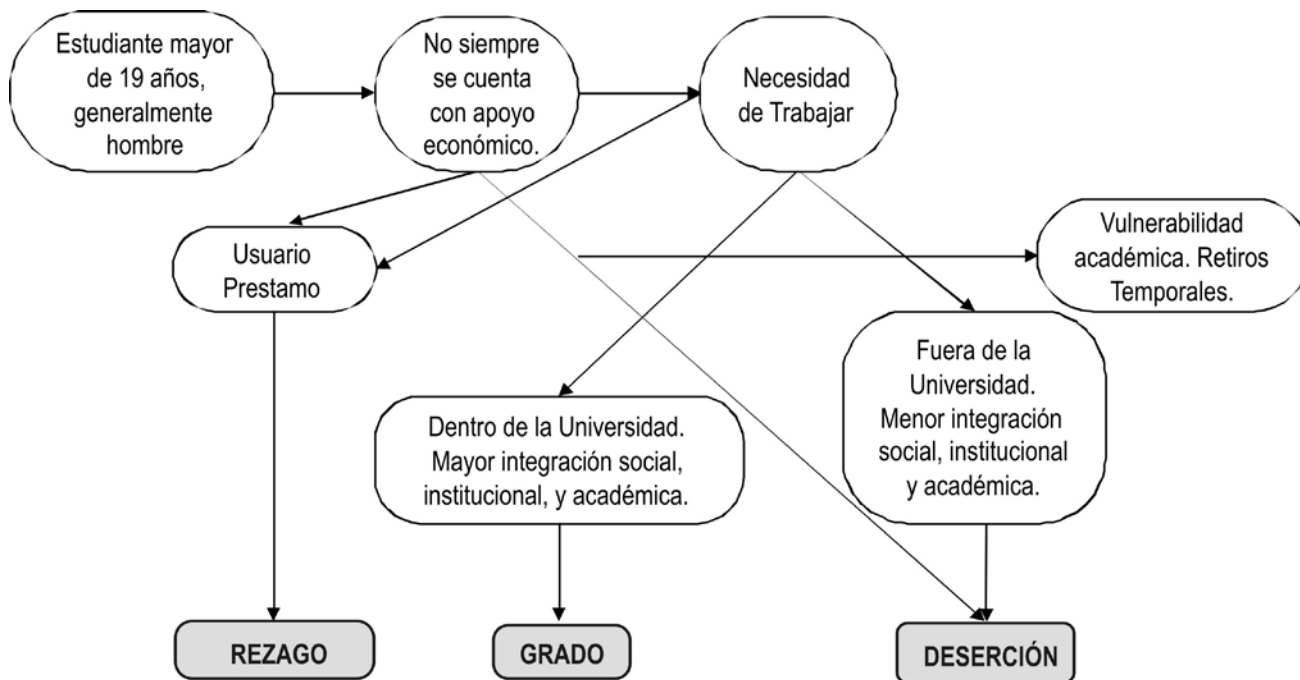 Estudiante mayor
de 19 años,
generalmente
hombre
No siempre
se cuenta
con apoyo
económico.
Necesidad
de Trabajar
Usuario
Prestamo
Vulnerabilidad
académica. Retiros
Temporales.
Dentro de la Universidad.
Mayor integración social,
institucional, y académica.
Fuera de la
Universidad.
Menor integración
social, institucional
y académica.
REZAGO
GRADO
DESERCIÓN